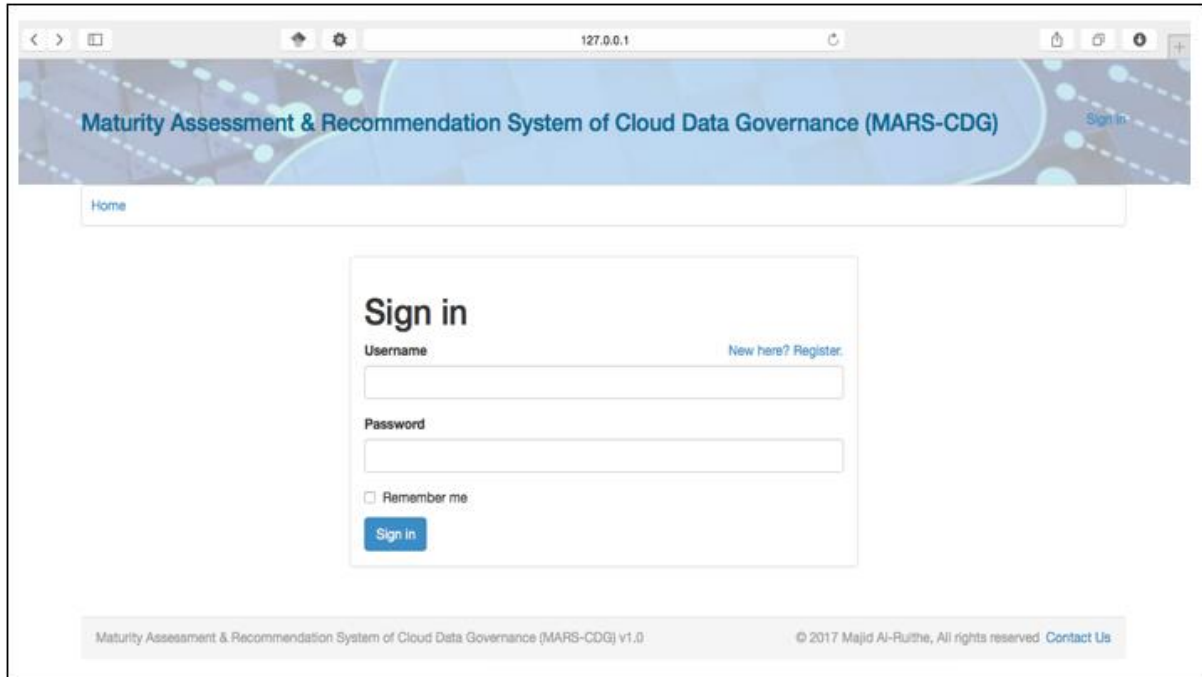 127.0.0.1
Maturity Assessment & Recommendation System of Cloud Data Governance (MARS-CDG)
Sign in
Home
Sign in
Username
New here? Register.
Password
Remember me
Sign in
Maturity Assessment & Recommendation System of Cloud Data Governance (MARS-CDG) v1.0
© 2017 Majid Al-Ruithe, All rights reserved Contact Us